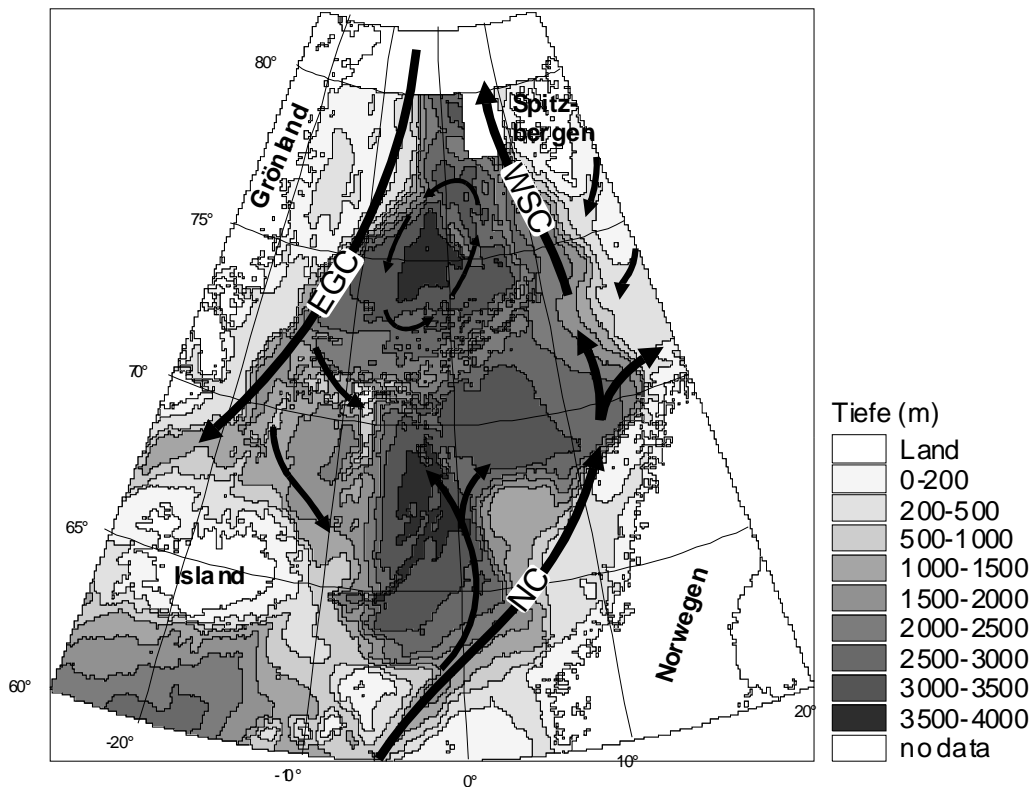 80°
Spitz-
bergen
Grönland
WSC
75°
EGC
70°
65°
Island
NC
Norwegen
60°
-20°
-10°
0°
10°
20°
Tiefe (m)
Land
0-200
200-500
500-1000
1000-1500
1500-2000
2000-2500
2500-3000
3000-3500
3500-4000
no data